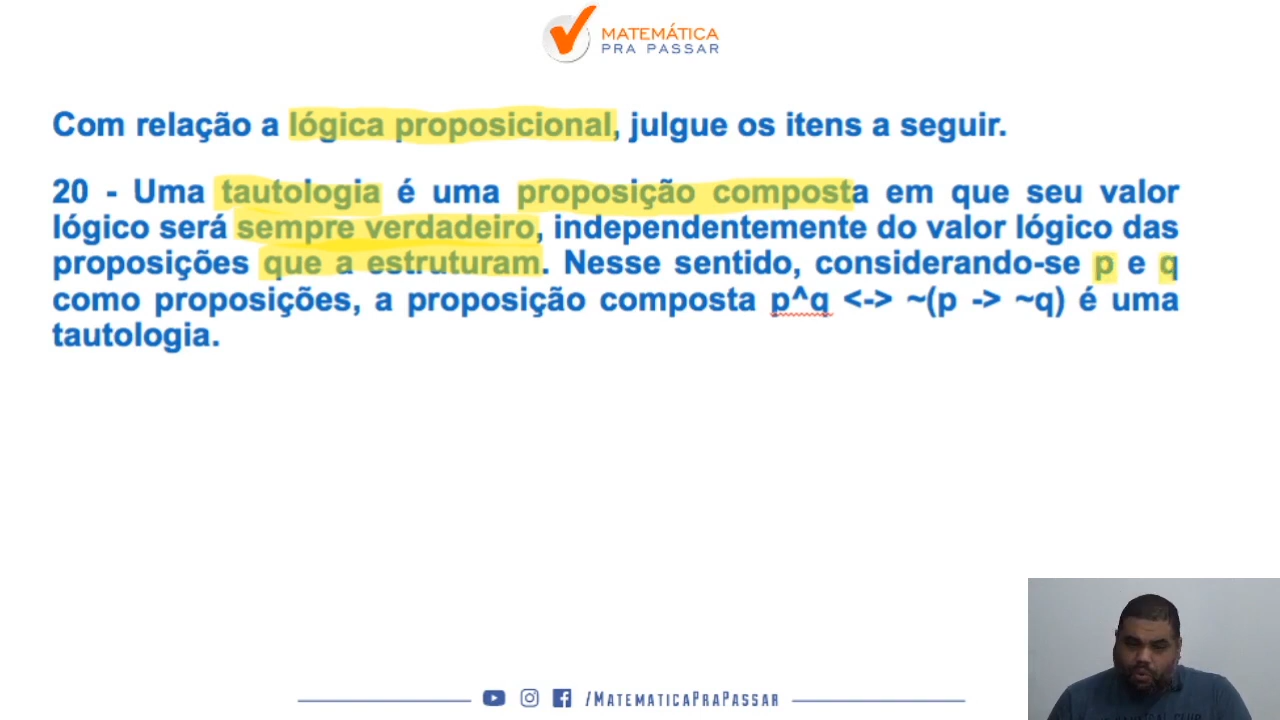 MATEMÁTICA
PRA PASSAR
Com relação a lógica proposicional, julgue os itens a seguir.
20 - Uma tautologia é uma proposição composta em que seu valor
lógico será sempre verdadeiro, independentemente do valor lógico das
proposições que a estruturam. Nesse sentido, considerando-se p e q
como proposições, a proposição composta p^q <-> ~(p -> ~q) é uma
tautologia.
/MATEMATICAPRAPASSAR